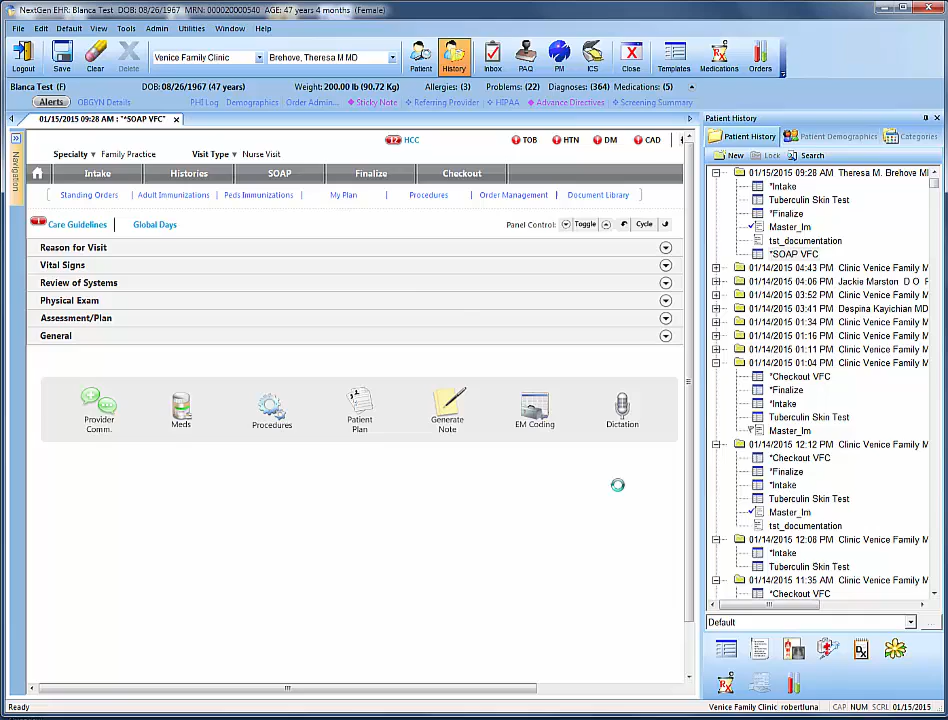 NextGen EHR: Blanca Test DOB: 08/26/1967 MRN: 000020000540 AGE: 47 years 4 months (Female)
File Edit Default View Tools Admin Utilities Window Help
Logout Save Clear Delete Venice Family Clinic Brehove, Theresa M MD Patient History Inbox PAQ PM ICS Close Templates Medications Orders
Blanca Test (F) DOB: 08/26/1967 (47 years) Weight: 200.00 lb (90.72 Kg) Allergies: (3) Problems: (22) Diagnoses: (364) Medications: (5)
Alerts OBGYN Details PHI Log Demographics Order Admin... Sticky Note Referring Provider HIPAA Advance Directives Screening Summary
01/15/2015 09:28 AM : "*SOAP VFC"
Navigation
12 HCC TOB HTN DM CAD
Specialty Family Practice Visit Type Nurse Visit
Intake Histories SOAP Finalize Checkout
Standing Orders Adult Immunizations Peds Immunizations My Plan Procedures Order Management Document Library
Care Guidelines Global Days Panel Control: Toggle Cycle
Reason for Visit
Vital Signs
Review of Systems
Physical Exam
Assessment/Plan
General
Provider Comm. Meds Procedures Patient Plan Generate Note EM Coding Dictation
Patient History
Patient History Patient Demographics Categories
New Lock Search
01/15/2015 09:28 AM Theresa M. Brehove MI
*Intake
Tuberculin Skin Test
*Finalize
Master_Im
tst_documentation
*SOAP VFC
01/14/2015 04:43 PM Clinic Venice Family M
01/14/2015 04:06 PM Jackie Marston D O F
01/14/2015 03:52 PM Clinic Venice Family M
01/14/2015 03:41 PM Despina Kayichian MD
01/14/2015 01:34 PM Clinic Venice Family M
01/14/2015 01:16 PM Clinic Venice Family M
01/14/2015 01:11 PM Clinic Venice Family M
01/14/2015 01:04 PM Clinic Venice Family M
*Checkout VFC
*Finalize
*Intake
Tuberculin Skin Test
Master_Im
01/14/2015 12:12 PM Clinic Venice Family M
*Checkout VFC
*Finalize
*Intake
Tuberculin Skin Test
Master_Im
tst_documentation
01/14/2015 12:08 PM Clinic Venice Family M
*Intake
Tuberculin Skin Test
01/14/2015 11:35 AM Clinic Venice Family M
*Checkout VFC
Default
Ready Venice Family Clinic robertluna CAP NUM SCRL 01/15/2015